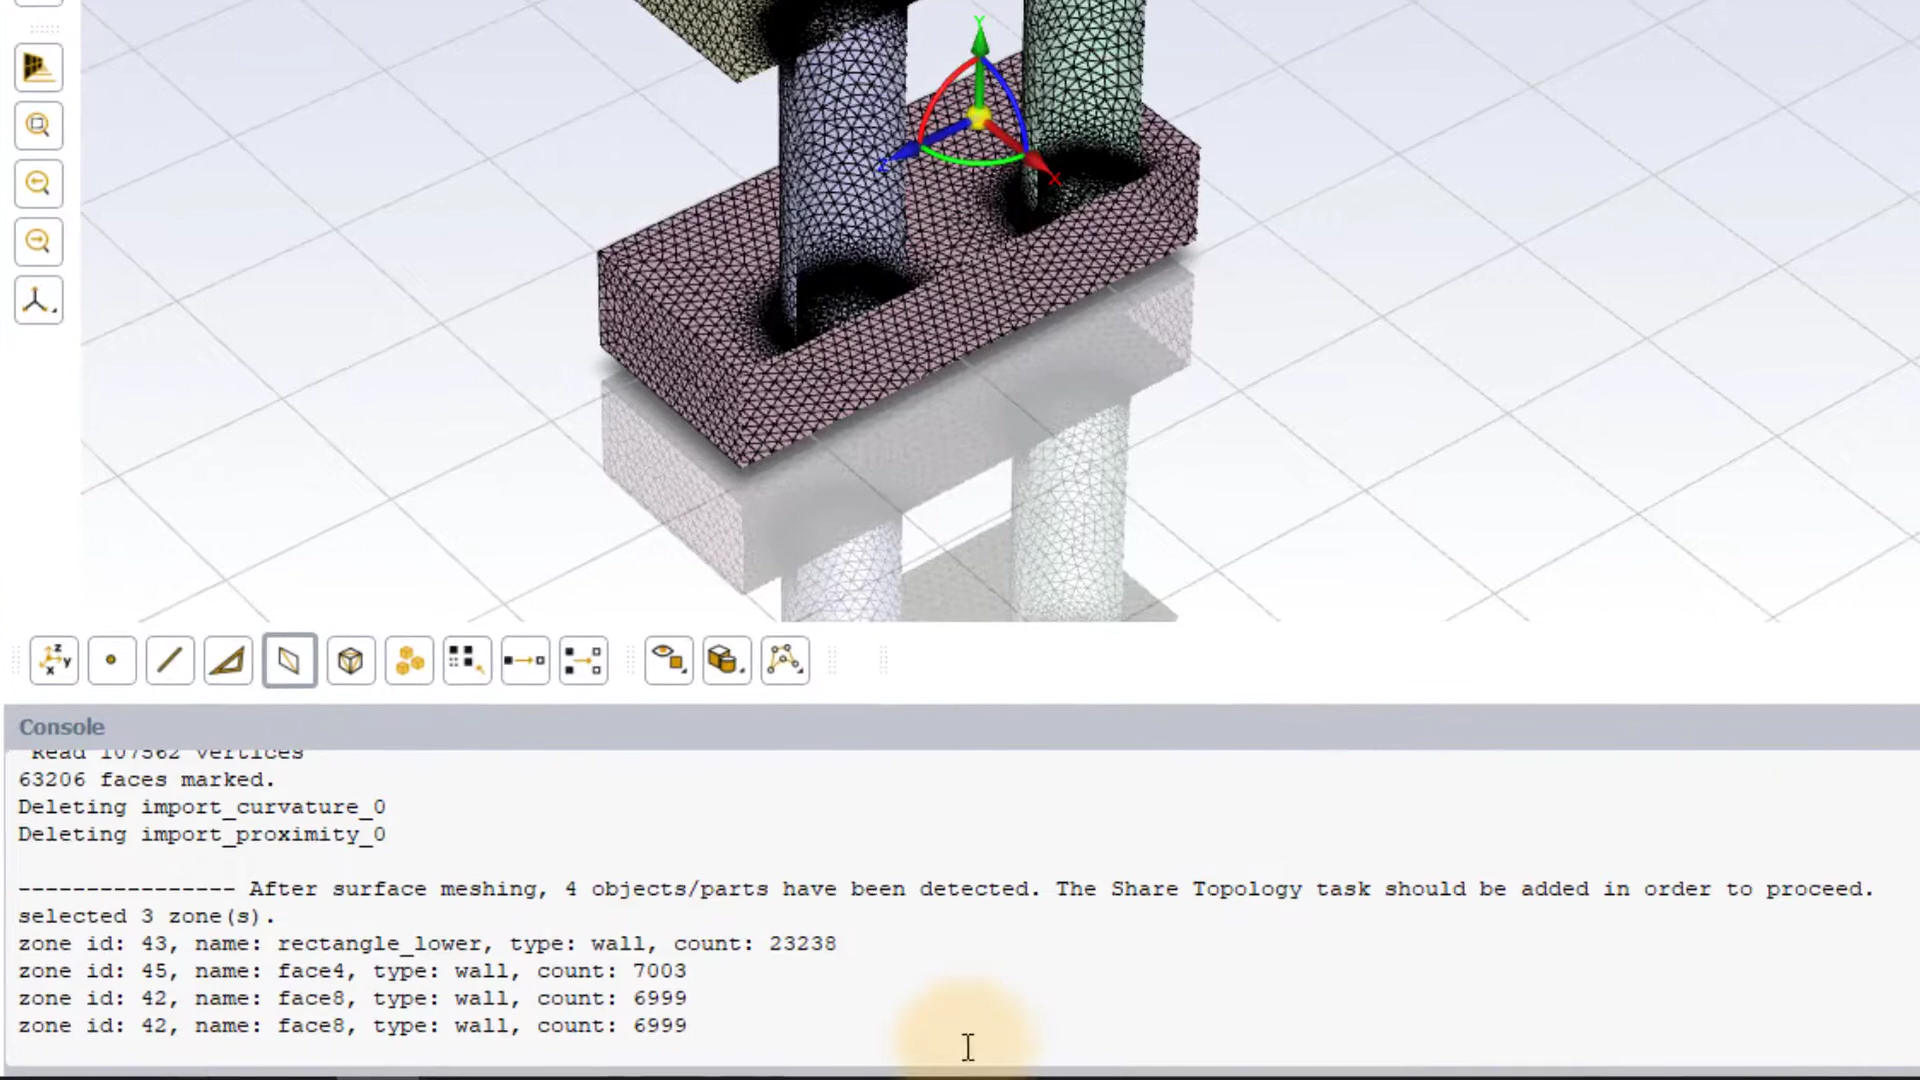 Y
Z
X
z
y
x
Console
Read 107562 vertices
63206 faces marked.
Deleting import_curvature_0
Deleting import_proximity_0
---------------- After surface meshing, 4 objects/parts have been detected. The Share Topology task should be added in order to proceed.
selected 3 zone(s).
zone id: 43, name: rectangle_lower, type: wall, count: 23238
zone id: 45, name: face4, type: wall, count: 7003
zone id: 42, name: face8, type: wall, count: 6999
zone id: 42, name: face8, type: wall, count: 6999